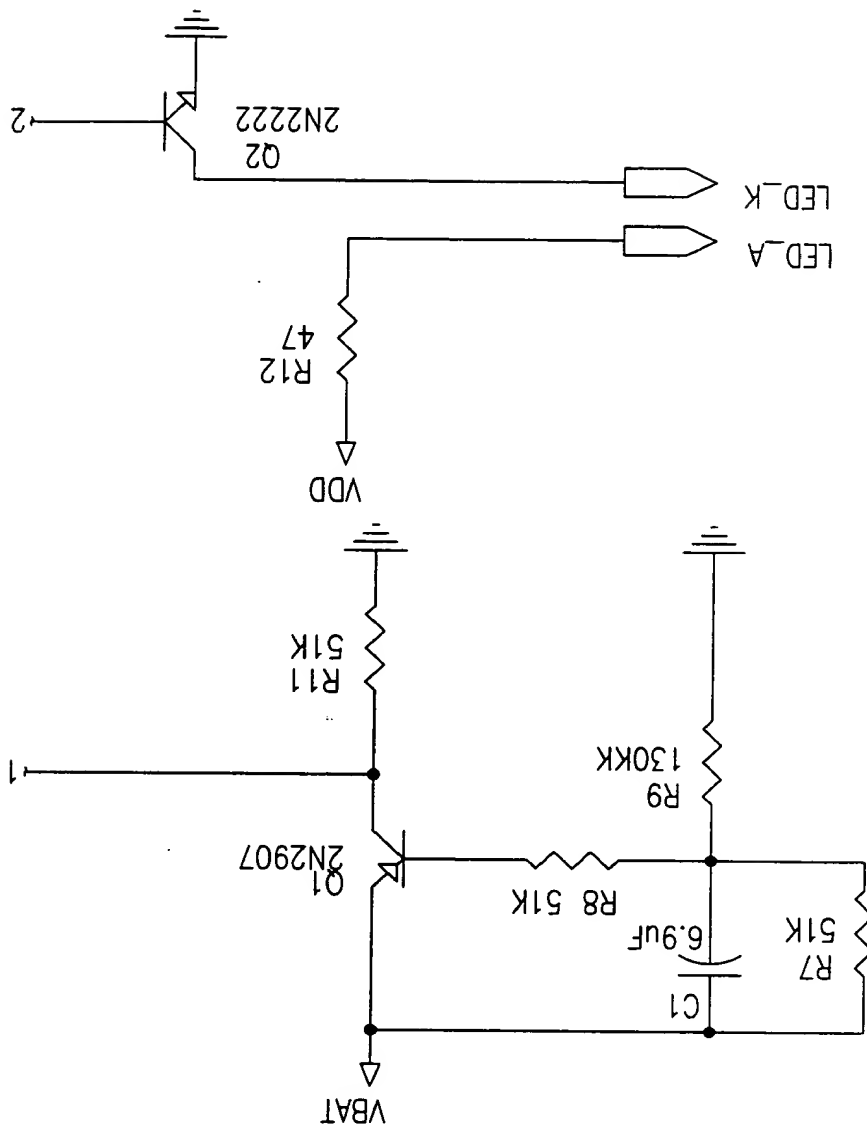 VBAT
C1
R7
51K
6.9uF
R8 51K
Q1
2N2907
R9
130KK
1
R11
51K
VDD
R12
47
LED_A
LED_K
Q2
2N2222
2